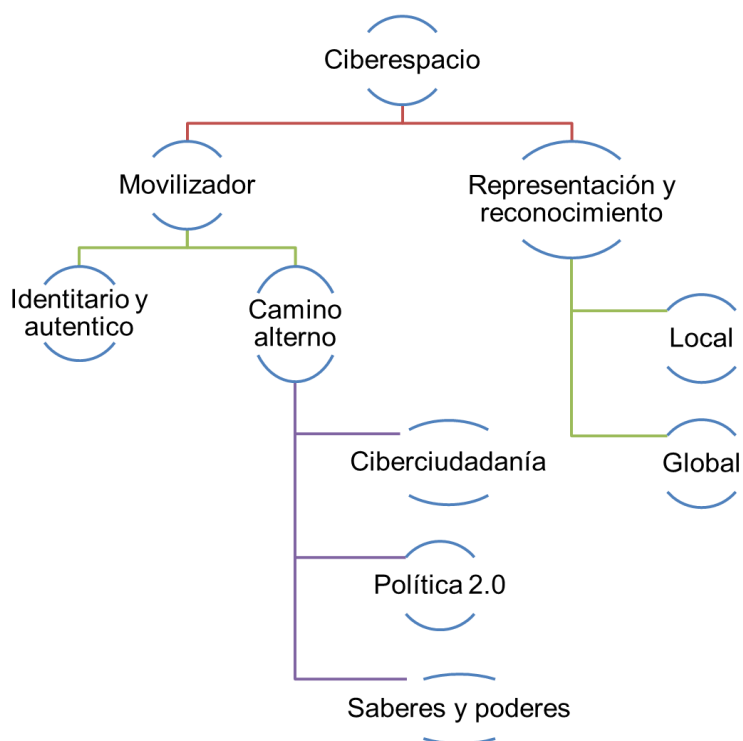 Ciberespacio
Movilizador
Representación y
reconocimiento
Identitario y
autentico
Camino
alterno
Local
Ciberciudadanía
Global
Política 2.0
Saberes y poderes